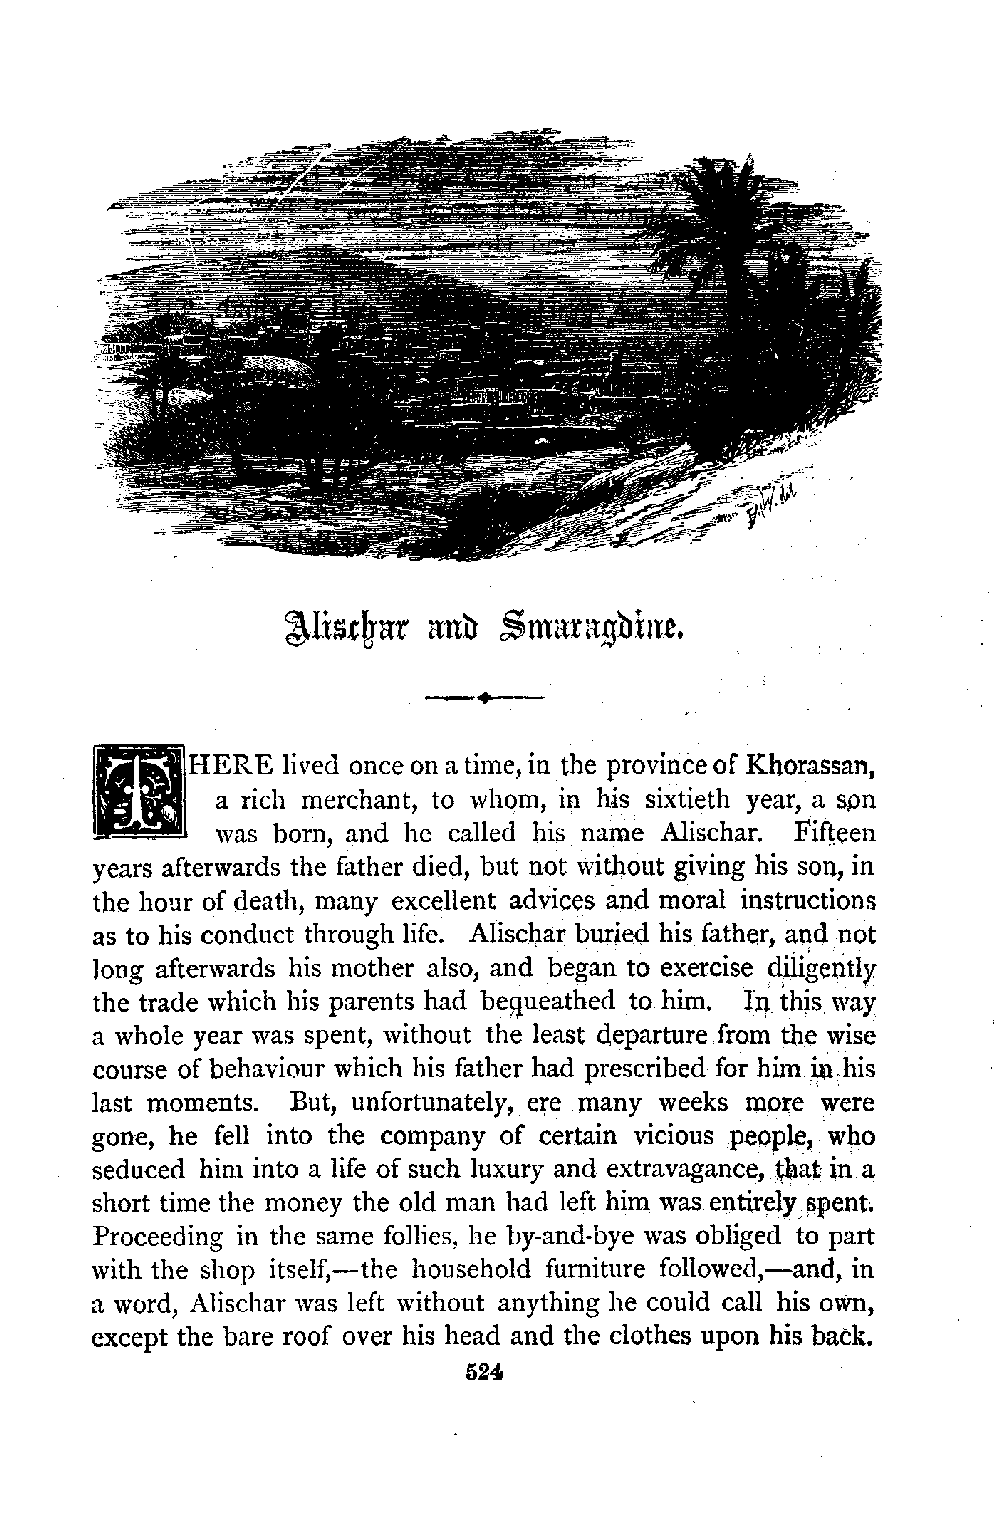 Alischar and Smaragdine.
THERE lived once on a time, in the province of Khorassan,
a rich merchant, to whom, in his sixtieth year, a son
was born, and he called his name Alischar. Fifteen
years afterwards the father died, but not without giving his son, in
the hour of death, many excellent advices and moral instructions
as to his conduct through life. Alischar buried his father, and not
long afterwards his mother also, and began to exercise diligently
the trade which his parents had bequeathed to him. In this way
a whole year was spent, without the least departure from the wise
course of behaviour which his father had prescribed for him in his
last moments. But, unfortunately, ere many weeks more were
gone, he fell into the company of certain vicious people, who
seduced him into a life of such luxury and extravagance, that in a
short time the money the old man had left him was entirely spent.
Proceeding in the same follies, he by-and-bye was obliged to part
with the shop itself,—the household furniture followed,—and, in
a word, Alischar was left without anything he could call his own,
except the bare roof over his head and the clothes upon his back.
524